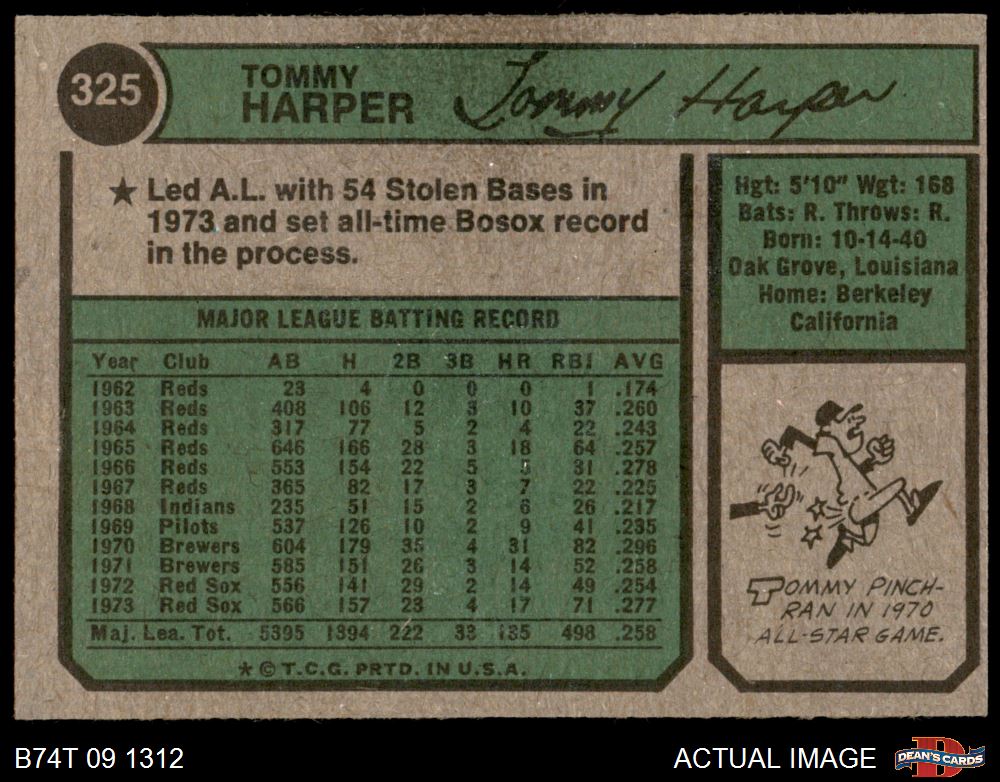 325
TOMMY
HARPER
Tommy Harper
★ Led A.L. with 54 Stolen Bases in
1973 and set all-time Bosox record
in the process.
Hgt: 5'10" Wgt: 168
Bats: R. Throws: R.
Born: 10-14-40
Oak Grove, Louisiana
Home: Berkeley
California
MAJOR LEAGUE BATTING RECORD
Year Club AB H 2B 3B HR RBI AVG
1962 Reds 23 4 0 0 0 1 .174
1963 Reds 408 106 12 3 10 37 .260
1964 Reds 317 77 5 2 4 22 .243
1965 Reds 646 166 28 3 18 64 .257
1966 Reds 553 154 22 5 31 .278
1967 Reds 365 82 17 3 7 22 .225
1968 Indians 235 51 15 2 6 26 .217
1969 Pilots 537 126 10 2 9 41 .235
1970 Brewers 604 179 35 4 31 82 .296
1971 Brewers 585 151 26 3 14 52 .258
1972 Red Sox 556 141 29 2 14 49 .254
1973 Red Sox 566 157 23 4 17 71 .277
Maj. Lea. Tot. 5395 1394 222 33 135 498 .258
* © T.C.G. PRTD. IN U.S.A.
TOMMY PINCH-
RAN IN 1970
ALL-STAR GAME.
B74T 09 1312
ACTUAL IMAGE
D
DEAN'S CARDS